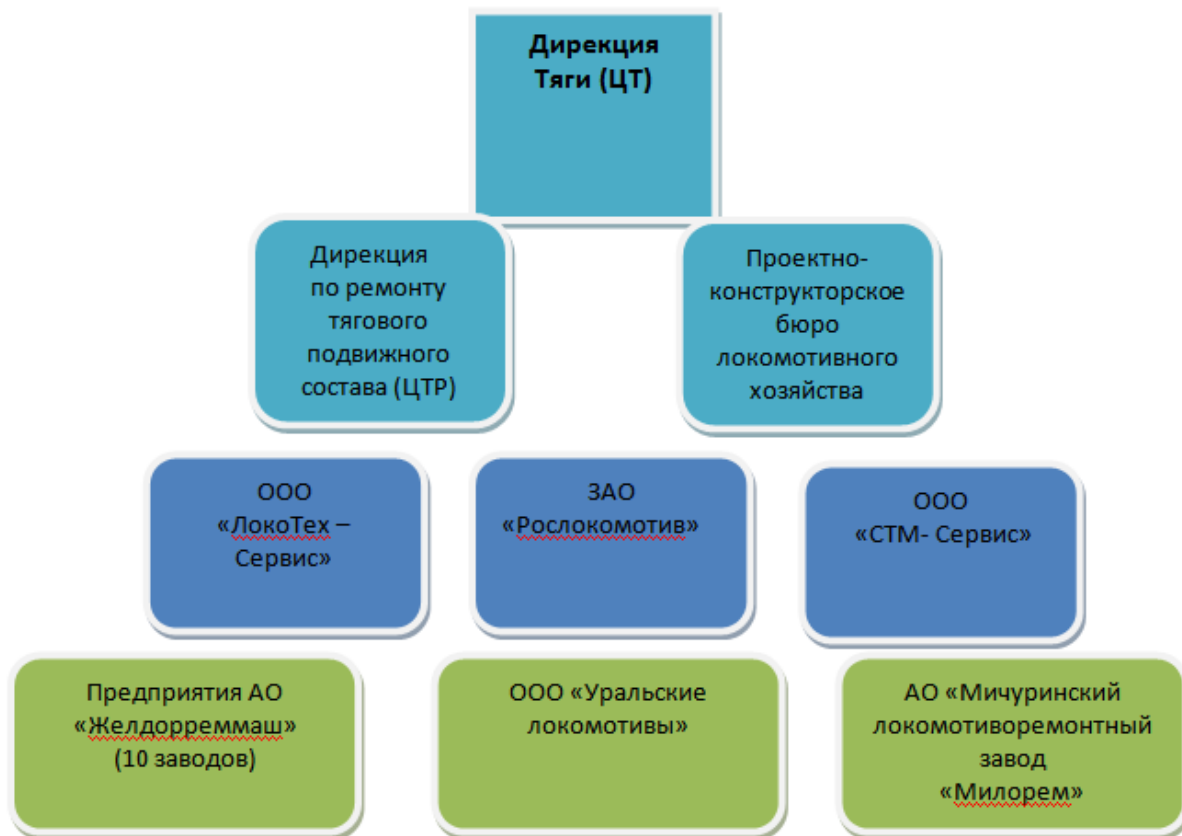 Дирекция
Тяги (ЦТ)
Дирекция
по ремонту
тягового
подвижного
состава (ЦТР)
Проектно-
конструкторское
бюро
локомотивного
хозяйства
ООО
«ЛокоТех –
Сервис»
ЗАО
«Рослокомотив»
ООО
«СТМ- Сервис»
Предприятия АО
«Желдорреммаш»
(10 заводов)
ООО «Уральские
локомотивы»
АО «Мичуринский
локомотиворемонтный
завод
«Милорем»